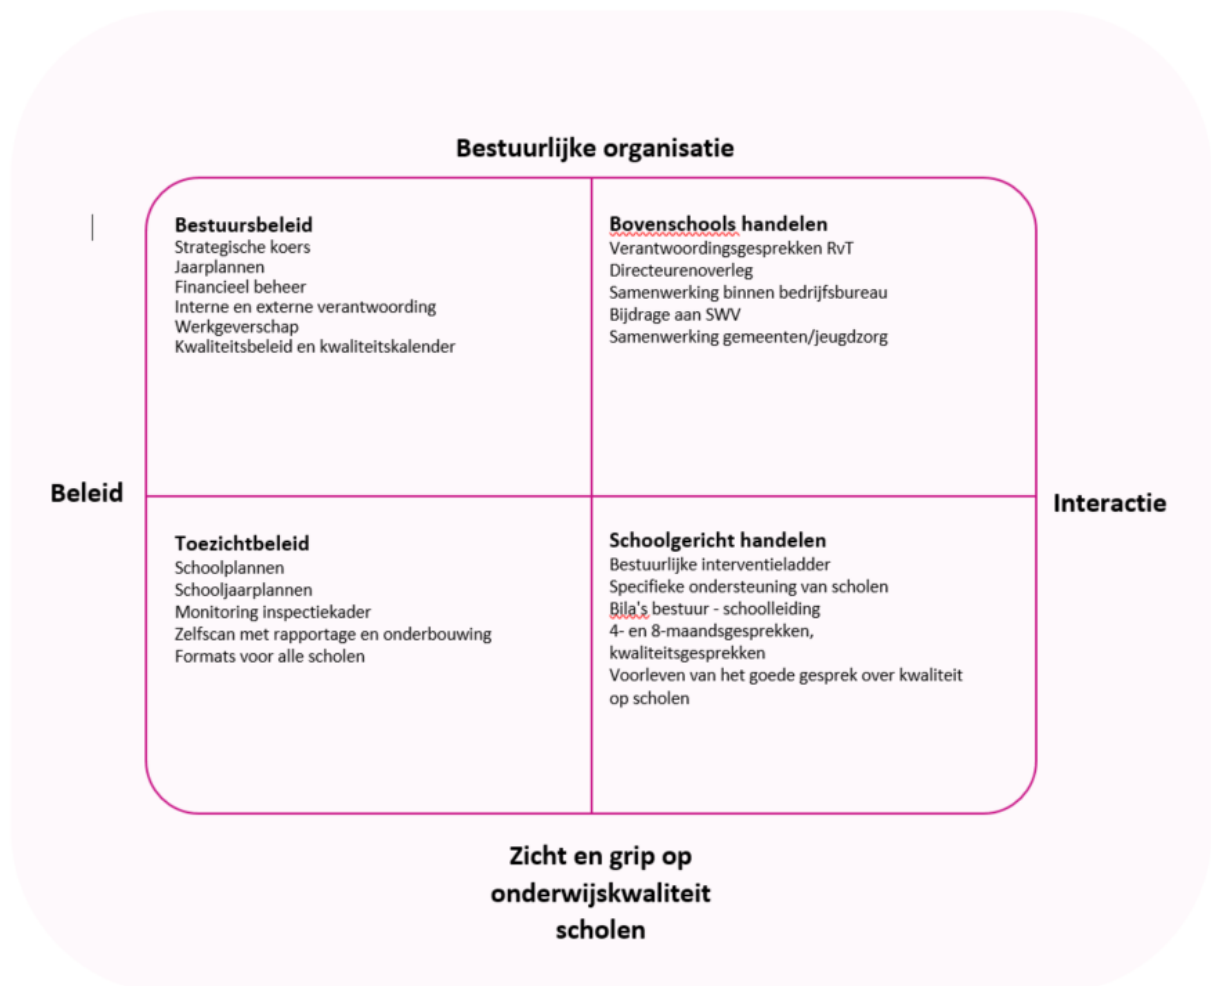 Bestuurlijke organisatie
Bestuursbeleid
Strategische koers
Jaarplannen
Financieel beheer
Interne en externe verantwoording
Werkgeverschap
Kwaliteitsbeleid en kwaliteitskalender
Bovenschools handelen
Verantwoordingsgesprekken RvT
Directeurenoverleg
Samenwerking binnen bedrijfsbureau
Bijdrage aan SWV
Samenwerking gemeenten/jeugdzorg
Beleid
Interactie
Toezichtbeleid
Schoolplannen
Schooljaarplannen
Monitoring inspectiekader
Zelfscan met rapportage en onderbouwing
Formats voor alle scholen
Schoolgericht handelen
Bestuurlijke interventieladder
Specifieke ondersteuning van scholen
Bila's bestuur - schoolleiding
4- en 8-maandsgesprekken,
kwaliteitsgesprekken
Voorleven van het goede gesprek over kwaliteit
op scholen
Zicht en grip op
onderwijskwaliteit
scholen